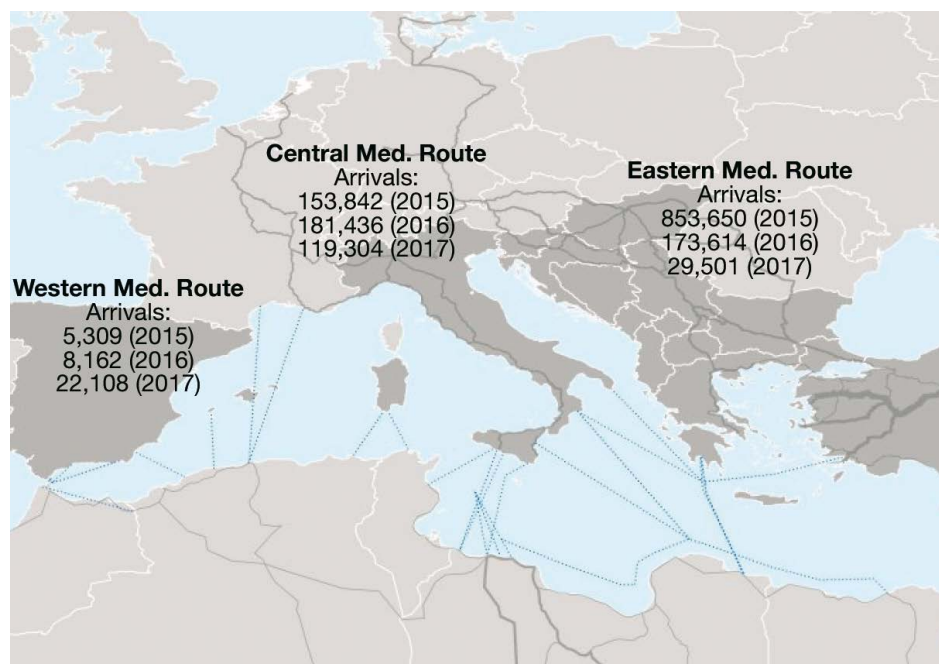 Central Med. Route
Arrivals:
153,842 (2015)
181,436 (2016)
119,304 (2017)
Eastern Med. Route
Arrivals:
853,650 (2015)
173,614 (2016)
29,501 (2017)
Western Med. Route
Arrivals:
5,309 (2015)
8,162 (2016)
22,108 (2017)